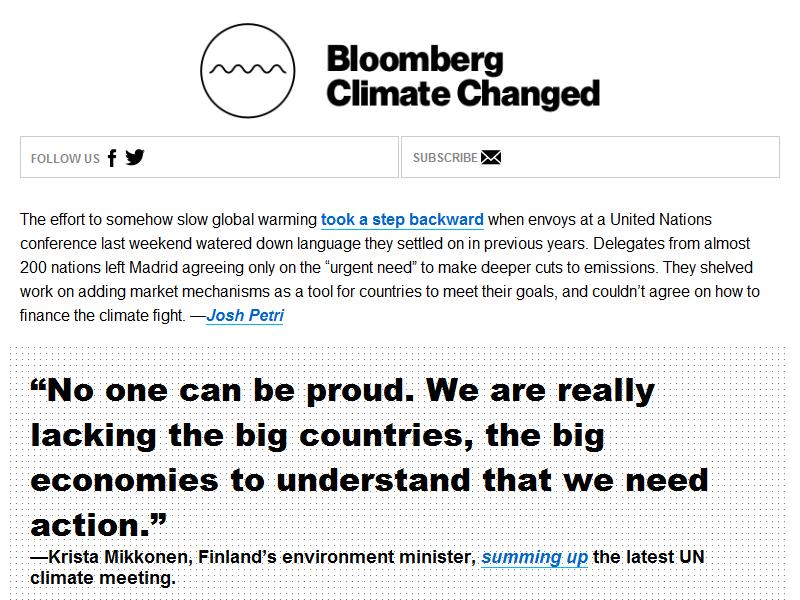 Bloomberg
Climate Changed
FOLLOW US
SUBSCRIBE
The effort to somehow slow global warming took a step backward when envoys at a United Nations
conference last weekend watered down language they settled on in previous years. Delegates from almost
200 nations left Madrid agreeing only on the “urgent need” to make deeper cuts to emissions. They shelved
work on adding market mechanisms as a tool for countries to meet their goals, and couldn’t agree on how to
finance the climate fight. —Josh Petri
“No one can be proud. We are really
lacking the big countries, the big
economies to understand that we need
action.”
—Krista Mikkonen, Finland’s environment minister, summing up the latest UN
climate meeting.